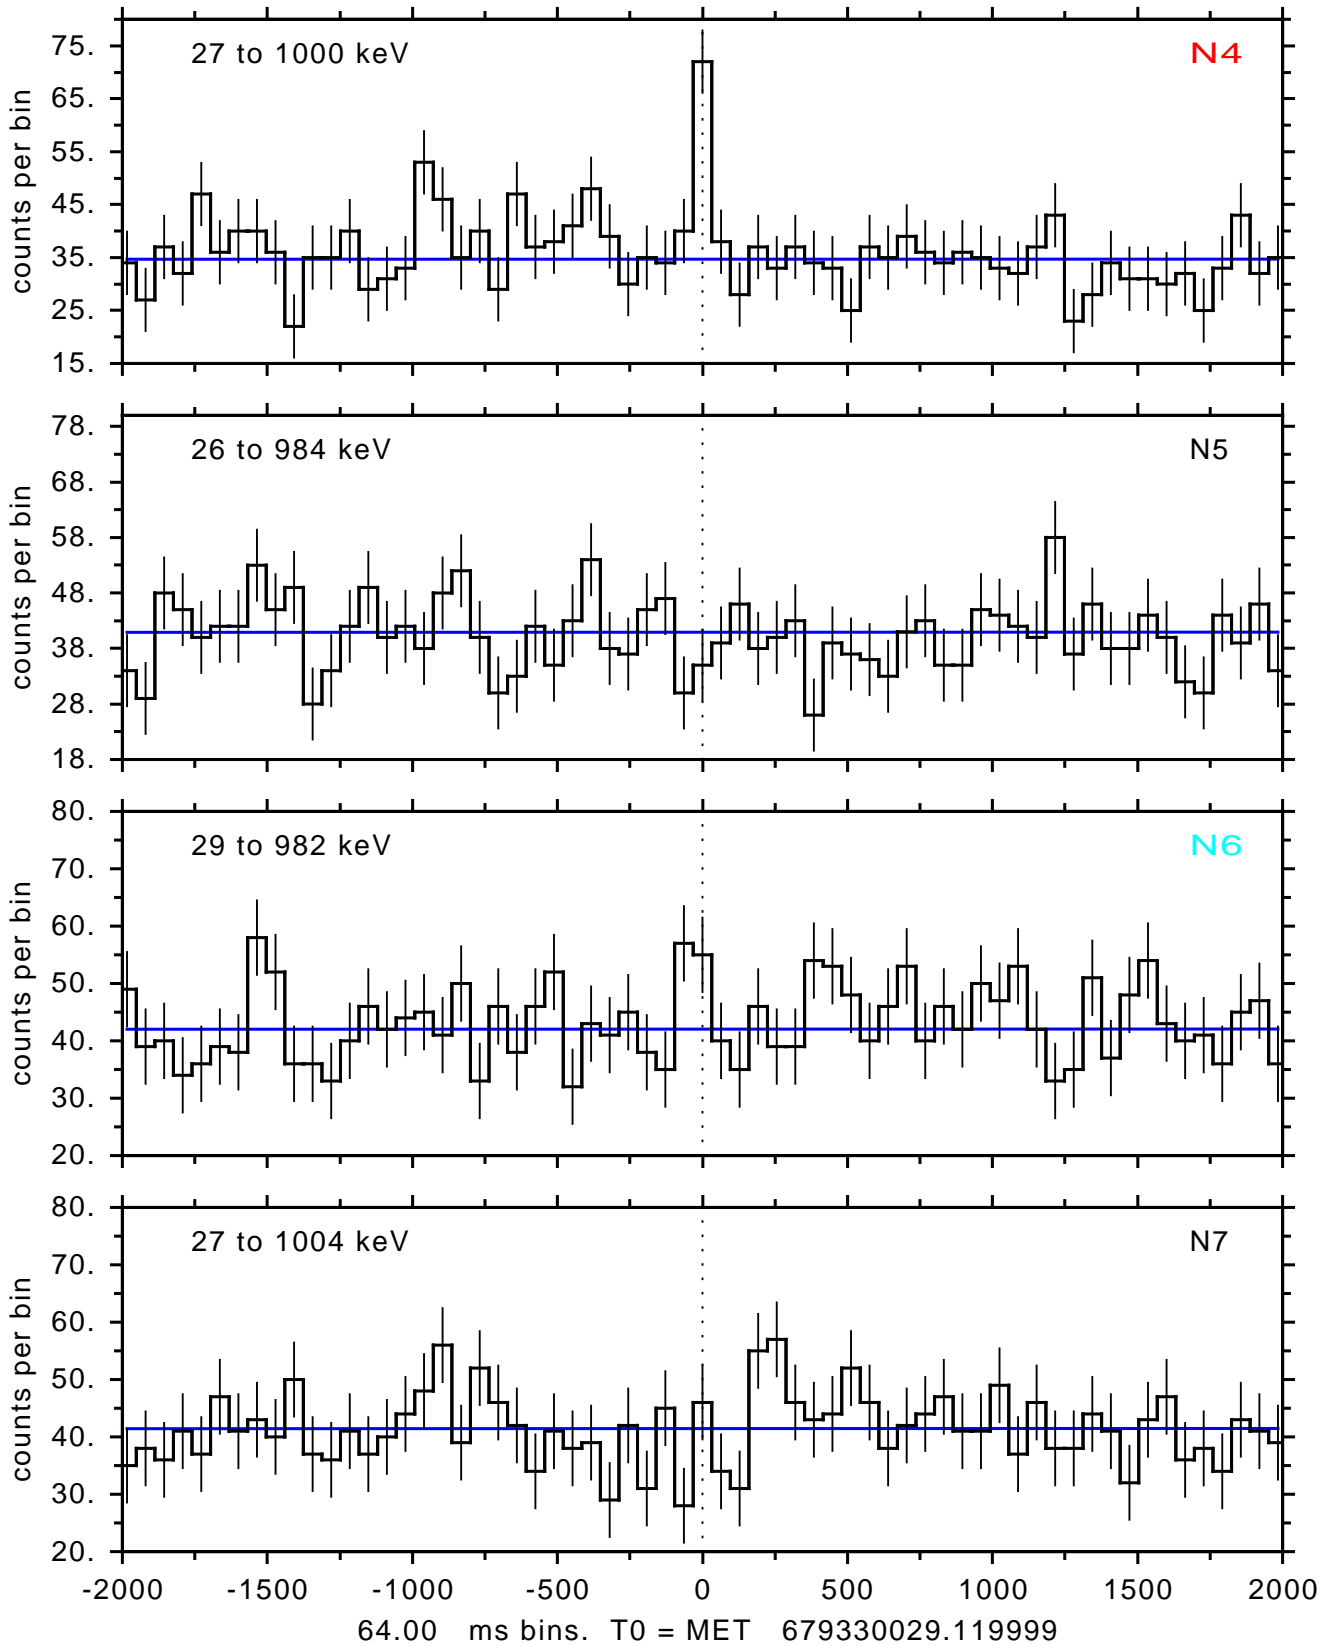 27 to 1000 keV N4
75.
65.
55.
45.
35.
25.
15.
counts per bin
26 to 984 keV N5
78.
68.
58.
48.
38.
28.
18.
counts per bin
29 to 982 keV N6
80.
70.
60.
50.
40.
30.
20.
counts per bin
27 to 1004 keV N7
80.
70.
60.
50.
40.
30.
20.
counts per bin
-2000 -1500 -1000 -500 0 500 1000 1500 2000
64.00 ms bins. T0 = MET 679330029.119999